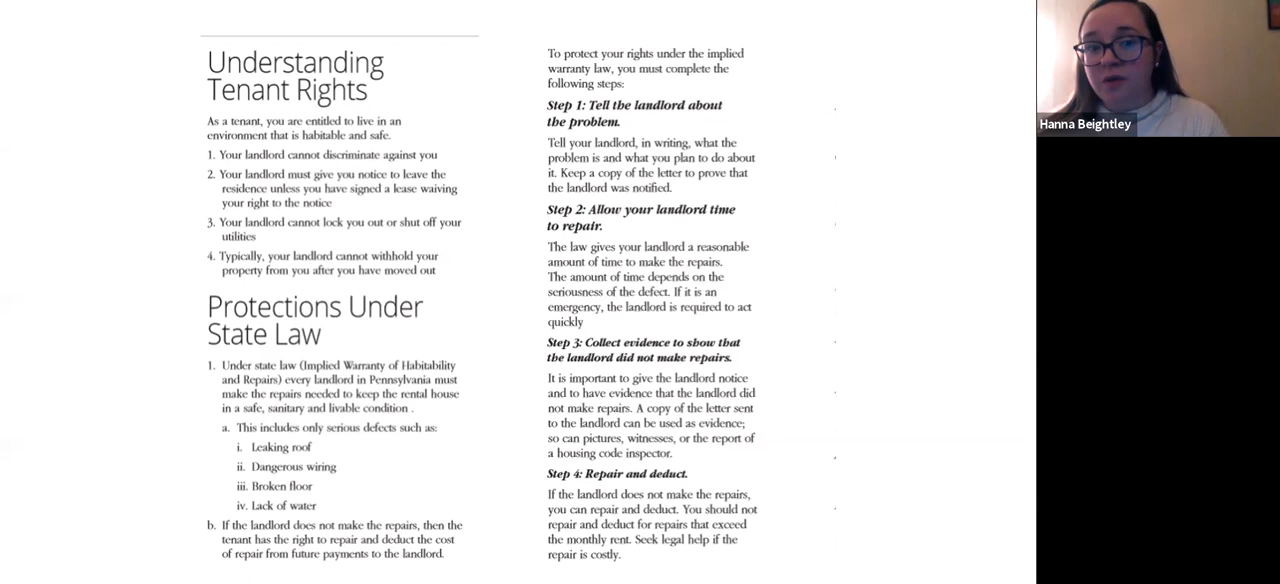 Understanding
Tenant Rights
As a tenant, you are entitled to live in an
environment that is habitable and safe.
1. Your landlord cannot discriminate against you
2. Your landlord must give you notice to leave the
residence unless you have signed a lease waiving
your right to the notice
3. Your landlord cannot lock you out or shut off your
utilities
4. Typically, your landlord cannot withhold your
property from you after you have moved out
Protections Under
State Law
1. Under state law (Implied Warranty of Habitability
and Repairs) every landlord in Pennsylvania must
make the repairs needed to keep the rental house
in a safe, sanitary and livable condition .
a. This includes only serious defects such as:
i. Leaking roof
ii. Dangerous wiring
iii. Broken floor
iv. Lack of water
b. If the landlord does not make the repairs, then the
tenant has the right to repair and deduct the cost
of repair from future payments to the landlord.
To protect your rights under the implied
warranty law, you must complete the
following steps:
Step 1: Tell the landlord about
the problem.
Tell your landlord, in writing, what the
problem is and what you plan to do about
it. Keep a copy of the letter to prove that
the landlord was notified.
Step 2: Allow your landlord time
to repair.
The law gives your landlord a reasonable
amount of time to make the repairs.
The amount of time depends on the
seriousness of the defect. If it is an
emergency, the landlord is required to act
quickly
Step 3: Collect evidence to show that
the landlord did not make repairs.
It is important to give the landlord notice
and to have evidence that the landlord did
not make repairs. A copy of the letter sent
to the landlord can be used as evidence;
so can pictures, witnesses, or the report of
a housing code inspector.
Step 4: Repair and deduct.
If the landlord does not make the repairs,
you can repair and deduct. You should not
repair and deduct for repairs that exceed
the monthly rent. Seek legal help if the
repair is costly.
Hanna Beightley